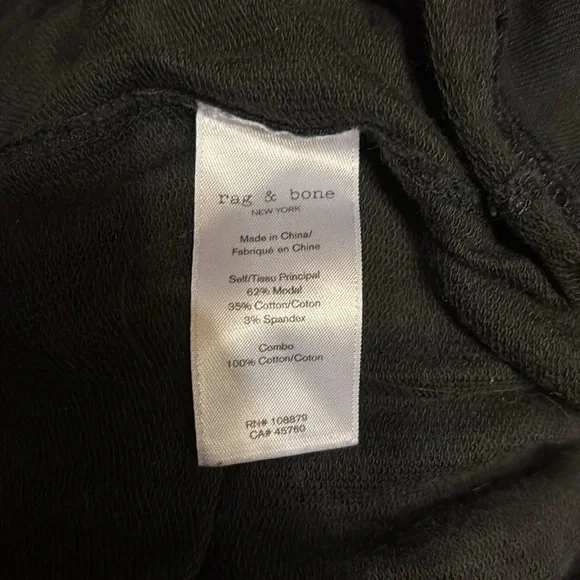 rag & bone
NEW YORK
Made in China/
Fabriqué en Chine
Self/Tissu Principal
62% Modal
35% Cotton/Coton
3% Spandex
Combo
100% Cotton/Coton
RN# 108879
CA# 45760